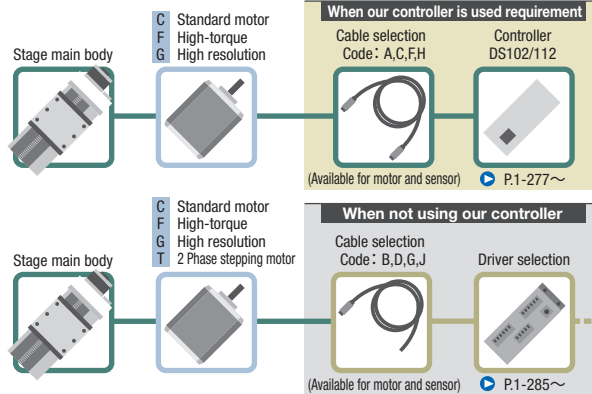 When our controller is used requirement
C Standard motor
F High-torque
G High resolution
Stage main body
Cable selection
Code：A,C,F,H
Controller
DS102/112
(Available for motor and sensor)
P.1-277～
When not using our controller
C Standard motor
F High-torque
G High resolution
T 2 Phase stepping motor
Stage main body
Cable selection
Code：B,D,G,J
Driver selection
(Available for motor and sensor)
P.1-285～